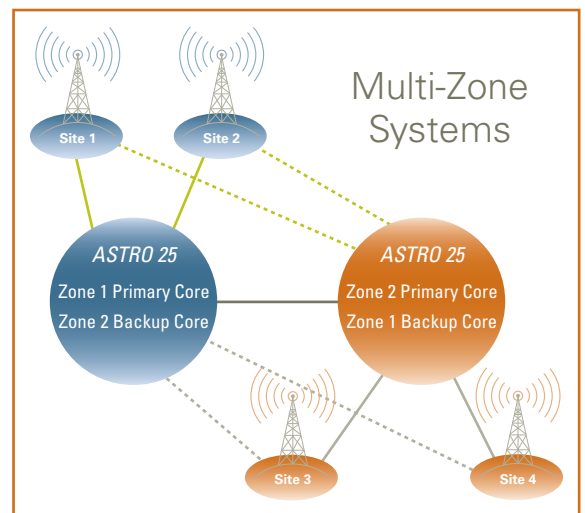 Site 1
Site 2
Multi-Zone
Systems
ASTRO 25
Zone 1 Primary Core
Zone 2 Backup Core
ASTRO 25
Zone 2 Primary Core
Zone 1 Backup Core
Site 3
Site 4